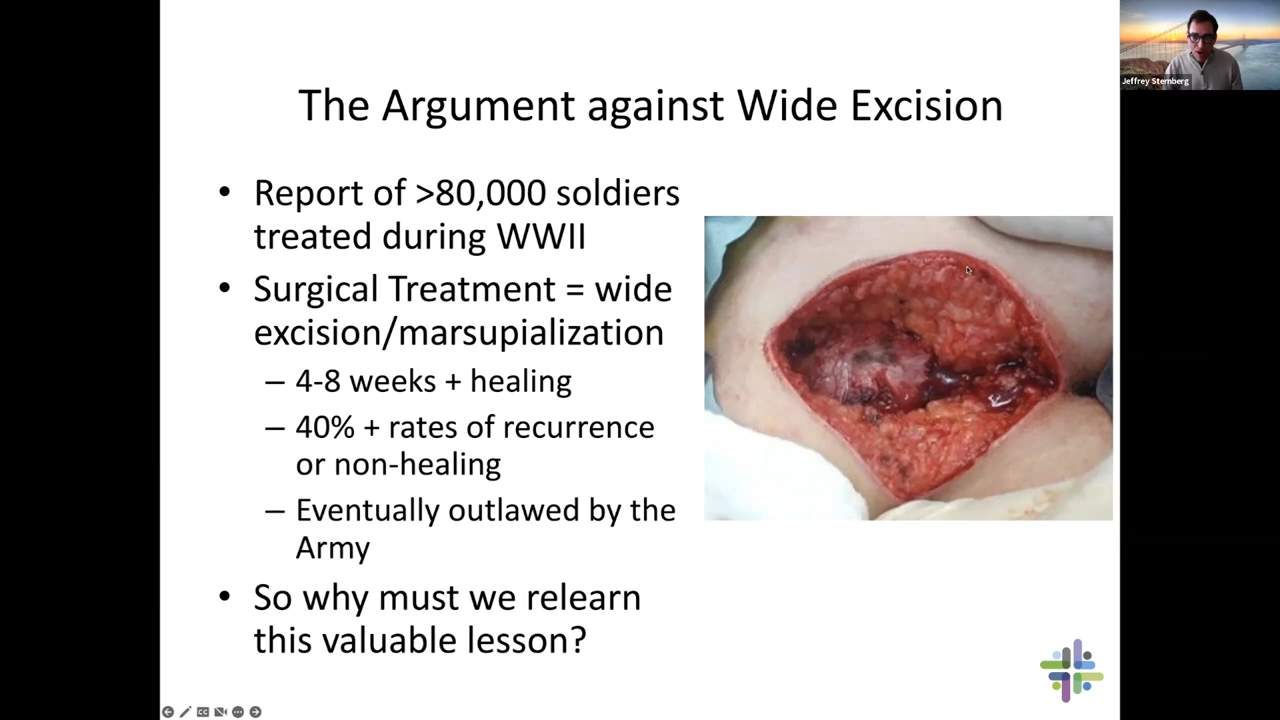 Jeffrey Sternberg
The Argument against Wide Excision
• Report of >80,000 soldiers
treated during WWII
• Surgical Treatment = wide
excision/marsupialization
– 4-8 weeks + healing
– 40% + rates of recurrence
or non-healing
– Eventually outlawed by the
Army
• So why must we relearn
this valuable lesson?